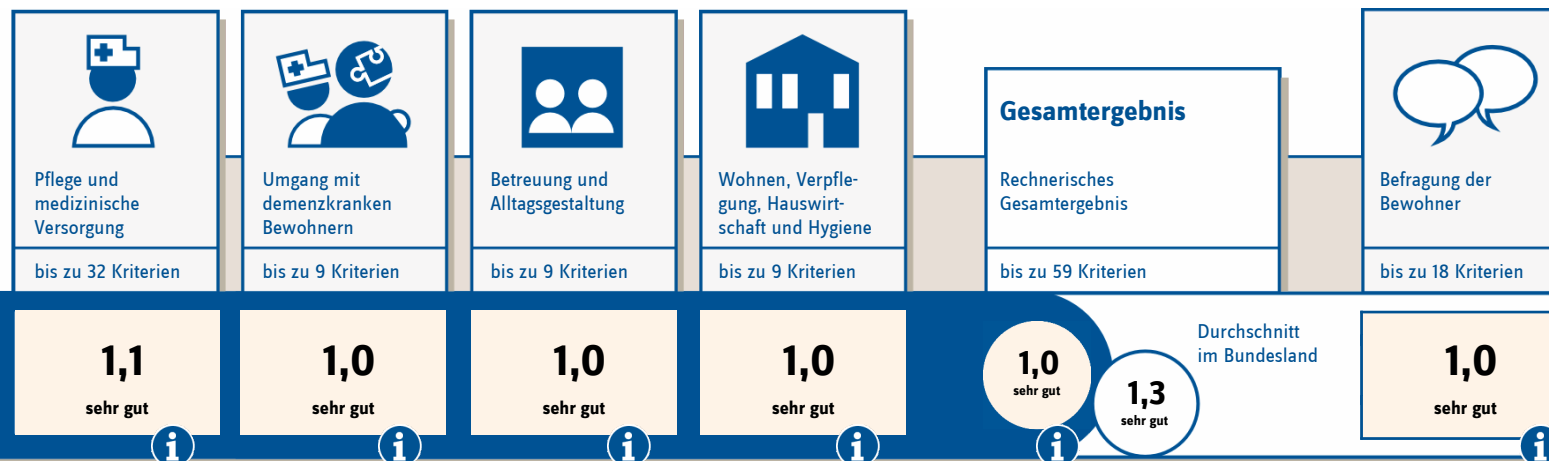 Pflege und
medizinische
Versorgung
bis zu 32 Kriterien
1,1
sehr gut
Umgang mit
demenzkranken
Bewohnern
bis zu 9 Kriterien
1,0
sehr gut
Betreuung und
Alltagsgestaltung
bis zu 9 Kriterien
1,0
sehr gut
Wohnen, Verpfle-
gung, Hauswirt-
schaft und Hygiene
bis zu 9 Kriterien
1,0
sehr gut
Gesamtergebnis
Rechnerisches
Gesamtergebnis
bis zu 59 Kriterien
1,0
sehr gut
1,3
sehr gut
Durchschnitt
im Bundesland
Befragung der
Bewohner
bis zu 18 Kriterien
1,0
sehr gut